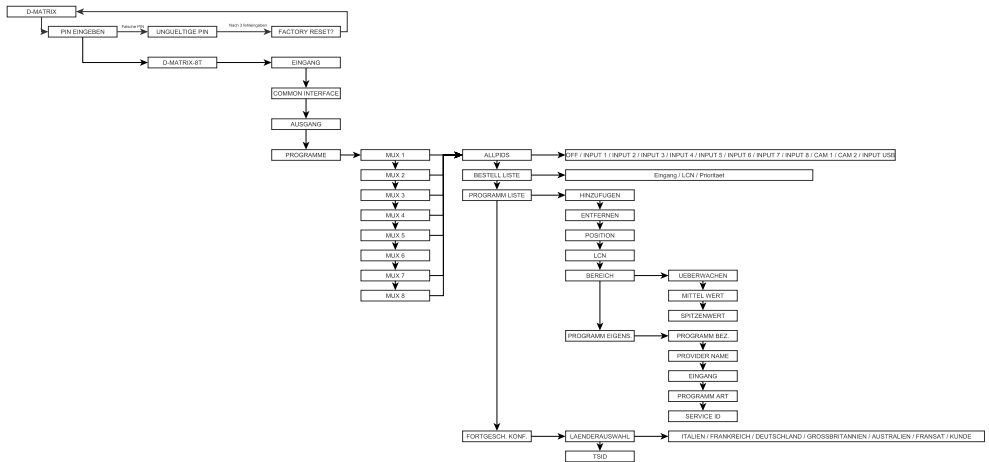 D-MATRIX
PIN EINGEBEN
Falsche PIN
UNGUELTIGE PIN
Nach 3 Fehleingaben
FACTORY RESET?
D-MATRIX-8T
EINGANG
COMMON INTERFACE
AUSGANG
PROGRAMME
MUX 1
MUX 2
MUX 3
MUX 4
MUX 5
MUX 6
MUX 7
MUX 8
ALLPIDS
OFF / INPUT 1 / INPUT 2 / INPUT 3 / INPUT 4 / INPUT 5 / INPUT 6 / INPUT 7 / INPUT 8 / CAM 1 / CAM 2 / INPUT USB
BESTELL LISTE
Eingang / LCN / Prioritaet
PROGRAMM LISTE
HINZUFUGEN
ENTFERNEN
POSITION
LCN
BEREICH
UEBERWACHEN
MITTEL WERT
SPITZENWERT
PROGRAMM EIGENS.
PROGRAMM BEZ.
PROVIDER NAME
EINGANG
PROGRAMM ART
SERVICE ID
FORTGESCH. KONF.
LAENDERAUSWAHL
ITALIEN / FRANKREICH / DEUTSCHLAND / GROSSBRITANNIEN / AUSTRALIEN / FRANSAT / KUNDE
TSID